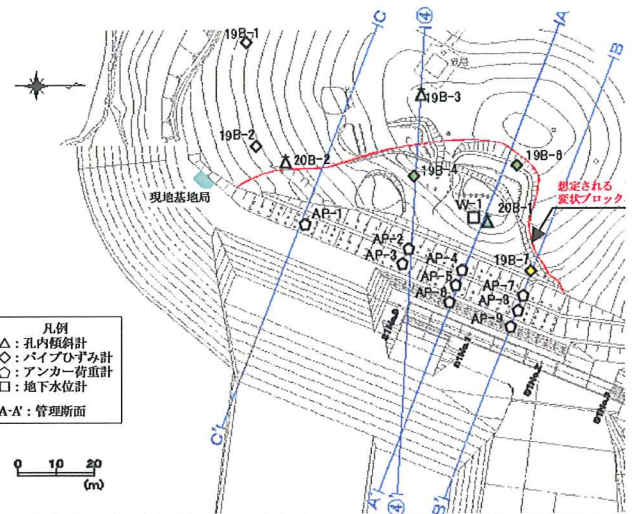 19B-1
C
④
A
B
19B-3
19B-2
20B-2
19B-6
現地基地局
19B-4
W-1
20B-1
想定される
変状ブロック
AP-1
AP-2
AP-3
AP-4
AP-5
AP-6
19B-7
AP-7
AP-8
AP-9
凡例
△：孔内傾斜計
◇：パイプひずみ計
⬠：アンカー荷重計
□：地下水位計
A-A'：管理断面
C'
0 10 20
(m)
A'
④'
B'